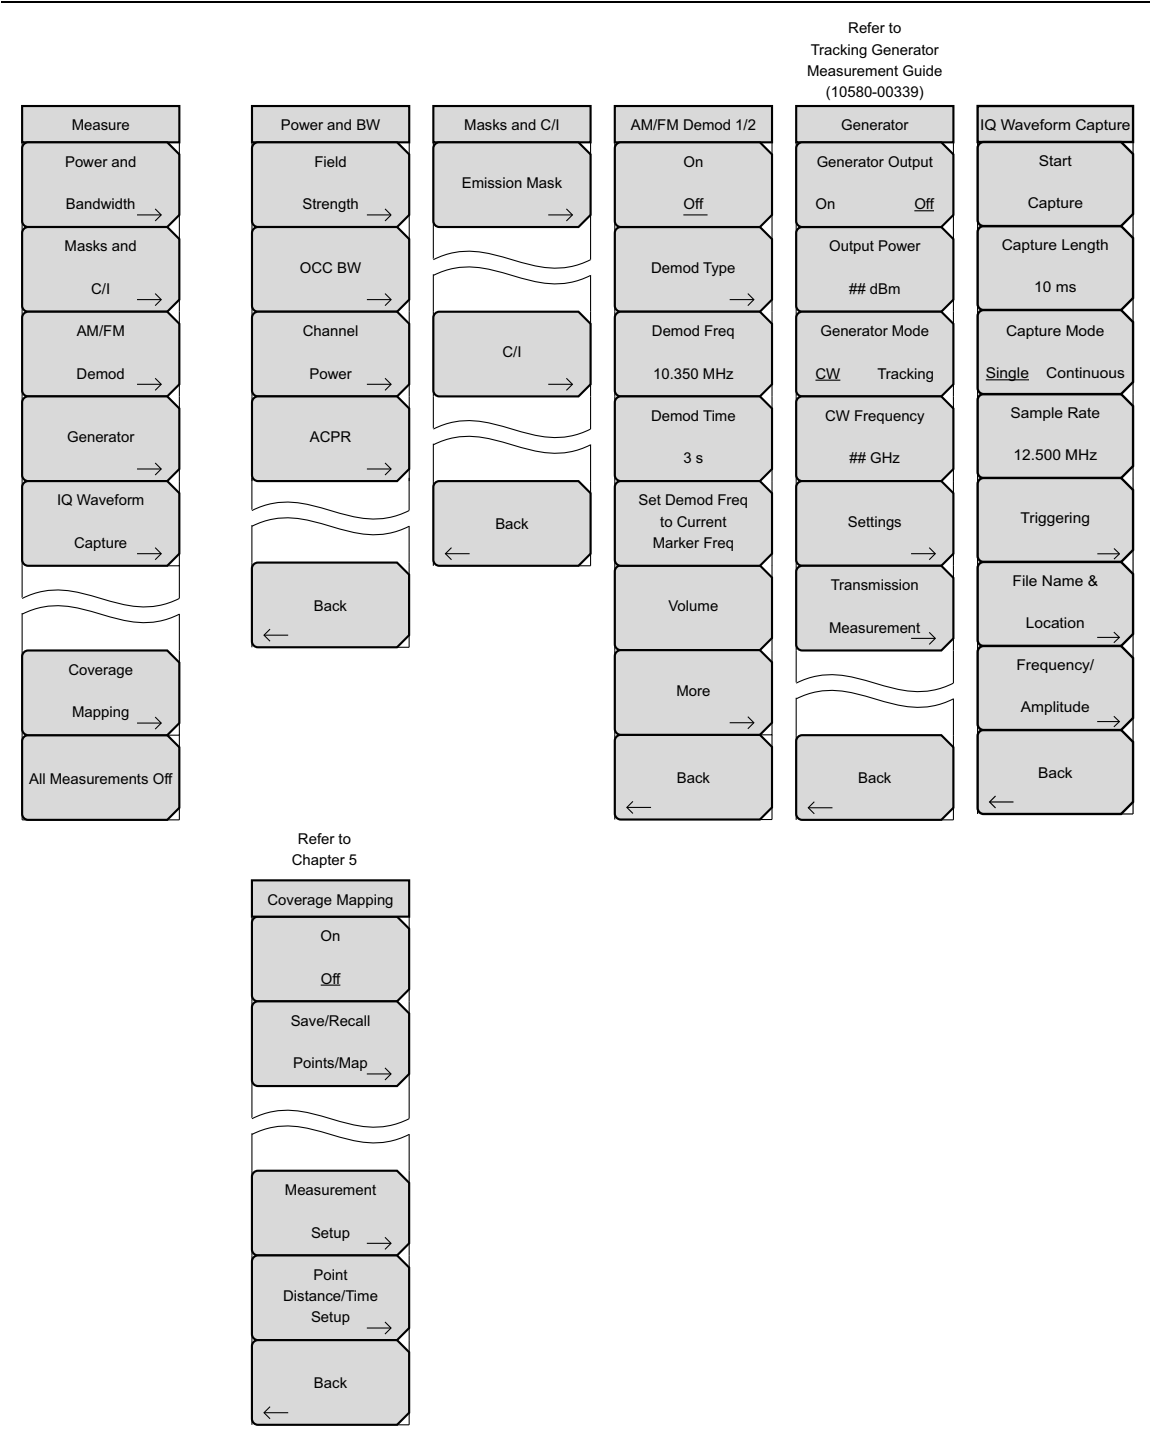 Refer to
Tracking Generator
Measurement Guide
(10580-00339)
Measure
Power and
Bandwidth
Masks and
C/I
AM/FM
Demod
Generator
IQ Waveform
Capture
Coverage
Mapping
All Measurements Off
Power and BW
Field
Strength
OCC BW
Channel
Power
ACPR
Back
Masks and C/I
Emission Mask
C/I
Back
AM/FM Demod 1/2
On
Off
Demod Type
Demod Freq
10.350 MHz
Demod Time
3 s
Set Demod Freq
to Current
Marker Freq
Volume
More
Back
Generator
Generator Output
On Off
Output Power
## dBm
Generator Mode
CW Tracking
CW Frequency
## GHz
Settings
Transmission
Measurement
Back
IQ Waveform Capture
Start
Capture
Capture Length
10 ms
Capture Mode
Single Continuous
Sample Rate
12.500 MHz
Triggering
File Name &
Location
Frequency/
Amplitude
Back
Refer to
Chapter 5
Coverage Mapping
On
Off
Save/Recall
Points/Map
Measurement
Setup
Point
Distance/Time
Setup
Back